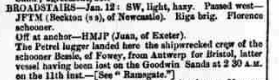 BROADSTAIRS—Jan. 12: SW, light, hazy. Passed west—
JFTM (Beckton (s.s), of Newcastle). Riga brig. Florence
schooner.
Off at anchor—HMJP (Juan, of Exeter).
The Petrel lugger landed here the shipwrecked crew of the
schooner Bessie, of Fowey, from Antwerp for Bristol, latter
vessel having been lost on the Goodwin Sands at 2 30 a.m.
on the 11th inst.—[See "Ramsgate."]